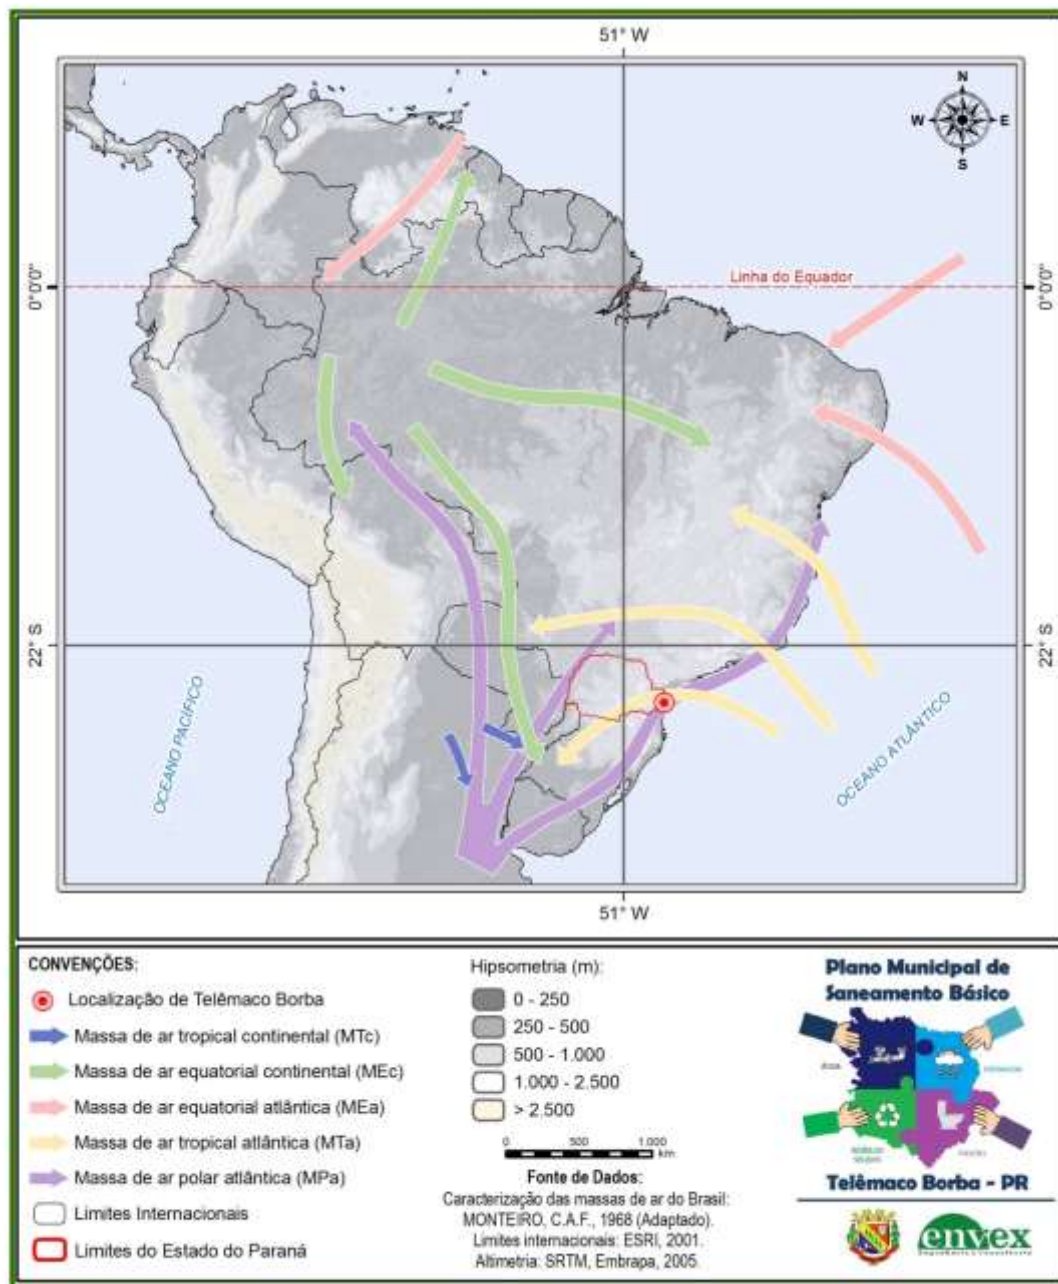 51° W
N
W E
S
Linha do Equador
0°0'0"
0°0'0"
22° S
22° S
OCEANO PACÍFICO
OCEANO ATLÂNTICO
51° W
CONVENÇÕES:
Localização de Telêmaco Borba
Massa de ar tropical continental (MTc)
Massa de ar equatorial continental (MEc)
Massa de ar equatorial atlântica (MEa)
Massa de ar tropical atlântica (MTa)
Massa de ar polar atlântica (MPa)
Limites Internacionais
Limites do Estado do Paraná
Hipsometria (m):
0 - 250
250 - 500
500 - 1.000
1.000 - 2.500
> 2.500
0 500 1.000
km
Fonte de Dados:
Caracterização das massas de ar do Brasil:
MONTEIRO, C.A.F., 1968 (Adaptado).
Limites internacionais: ESRI, 2001.
Altimetria: SRTM, Embrapa, 2005.
Plano Municipal de
Saneamento Básico
Telêmaco Borba - PR
envex